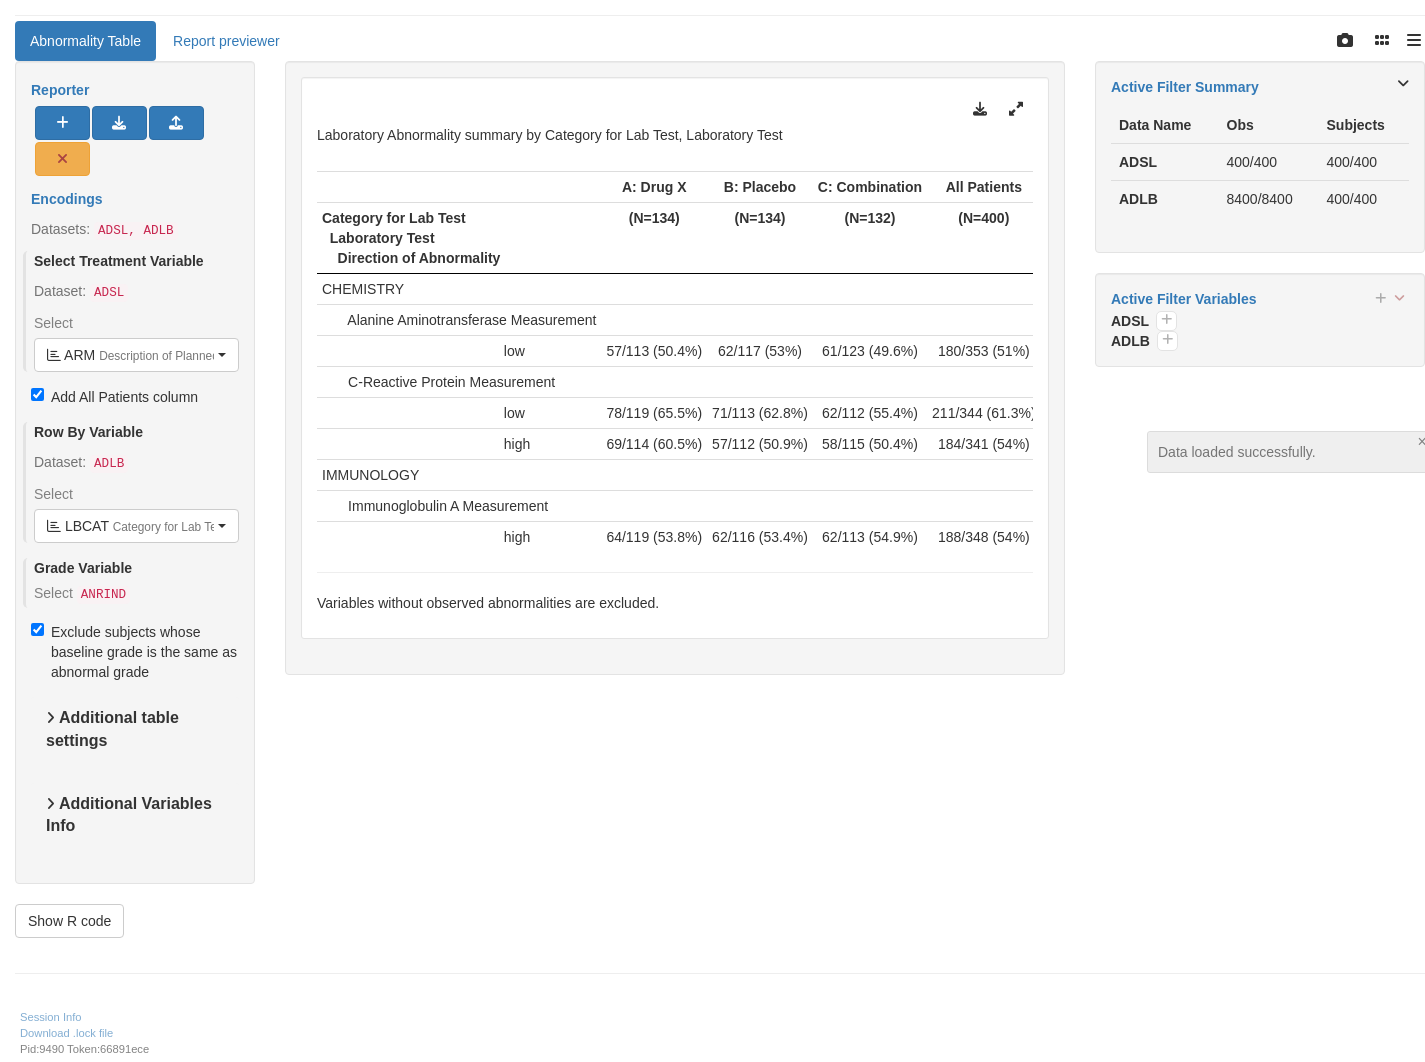 Abnormality Table
Report previewer
Reporter
Encodings
Datasets: ADSL, ADLB
Select Treatment Variable
Dataset: ADSL
Select
ARM Description of Planned
Add All Patients column
Row By Variable
Dataset: ADLB
Select
LBCAT Category for Lab Te
Grade Variable
Select ANRIND
Exclude subjects whose
baseline grade is the same as
abnormal grade
Additional table
settings
Additional Variables
Info
Show R code
Laboratory Abnormality summary by Category for Lab Test, Laboratory Test
A: Drug X B: Placebo C: Combination All Patients
Category for Lab Test (N=134) (N=134) (N=132) (N=400)
Laboratory Test
Direction of Abnormality
CHEMISTRY
Alanine Aminotransferase Measurement
low 57/113 (50.4%) 62/117 (53%) 61/123 (49.6%) 180/353 (51%)
C-Reactive Protein Measurement
low 78/119 (65.5%) 71/113 (62.8%) 62/112 (55.4%) 211/344 (61.3%)
high 69/114 (60.5%) 57/112 (50.9%) 58/115 (50.4%) 184/341 (54%)
IMMUNOLOGY
Immunoglobulin A Measurement
high 64/119 (53.8%) 62/116 (53.4%) 62/113 (54.9%) 188/348 (54%)
Variables without observed abnormalities are excluded.
Active Filter Summary
Data Name Obs Subjects
ADSL 400/400 400/400
ADLB 8400/8400 400/400
Active Filter Variables
ADSL
ADLB
Data loaded successfully.
Session Info
Download .lock file
Pid:9490 Token:66891ece